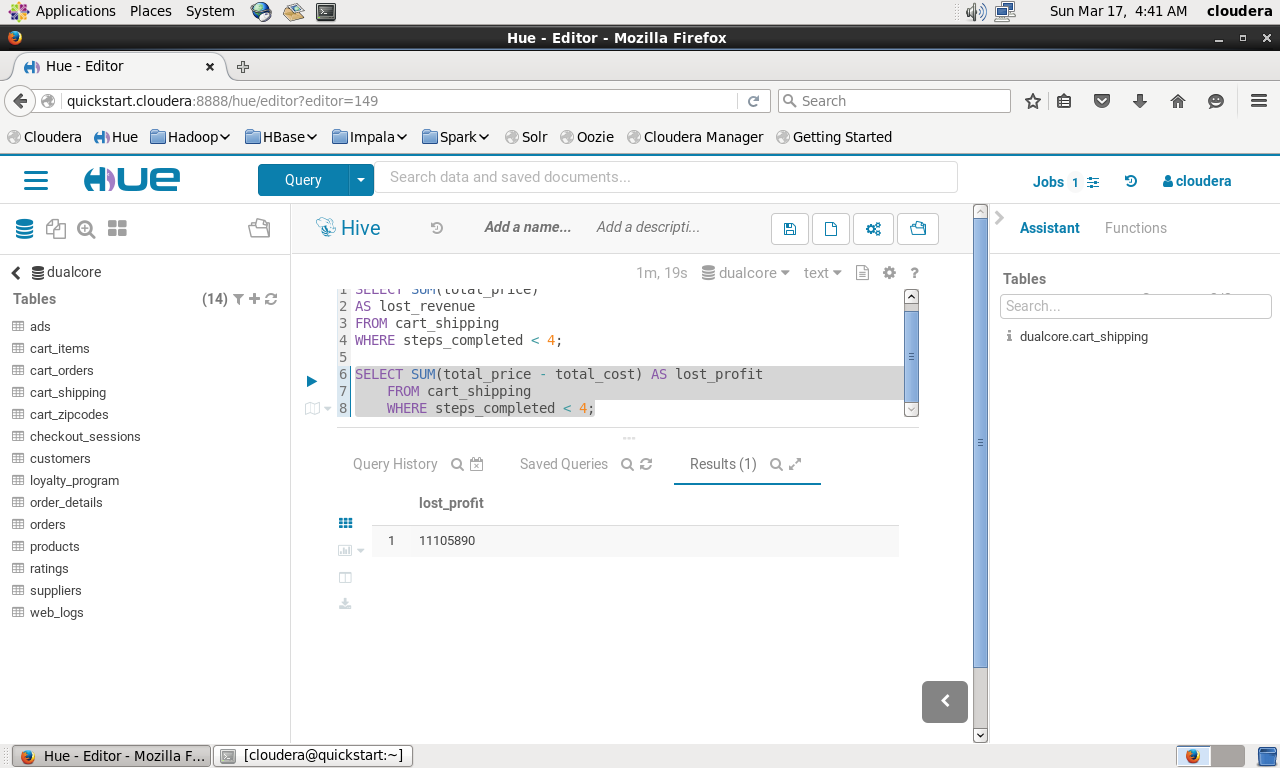 Applications Places System Sun Mar 17, 4:41 AM cloudera
Hue - Editor - Mozilla Firefox
Hue - Editor
quickstart.cloudera:8888/hue/editor?editor=149 Search
Cloudera Hue Hadoop HBase Impala Spark Solr Oozie Cloudera Manager Getting Started
HUE Query Search data and saved documents... Jobs 1 cloudera
Hive Add a name... Add a descripti... Assistant Functions
dualcore 1m, 19s dualcore text ?
Tables (14)
ads
cart_items
cart_orders
cart_shipping
cart_zipcodes
checkout_sessions
customers
loyalty_program
order_details
orders
products
ratings
suppliers
web_logs
1 SELECT SUM(total_price)
2 AS lost_revenue
3 FROM cart_shipping
4 WHERE steps_completed < 4;
5
6 SELECT SUM(total_price - total_cost) AS lost_profit
7 FROM cart_shipping
8 WHERE steps_completed < 4;
Query History Saved Queries Results (1)
lost_profit
1 11105890
Tables
Search...
dualcore.cart_shipping
Hue - Editor - Mozilla F... [cloudera@quickstart:~]